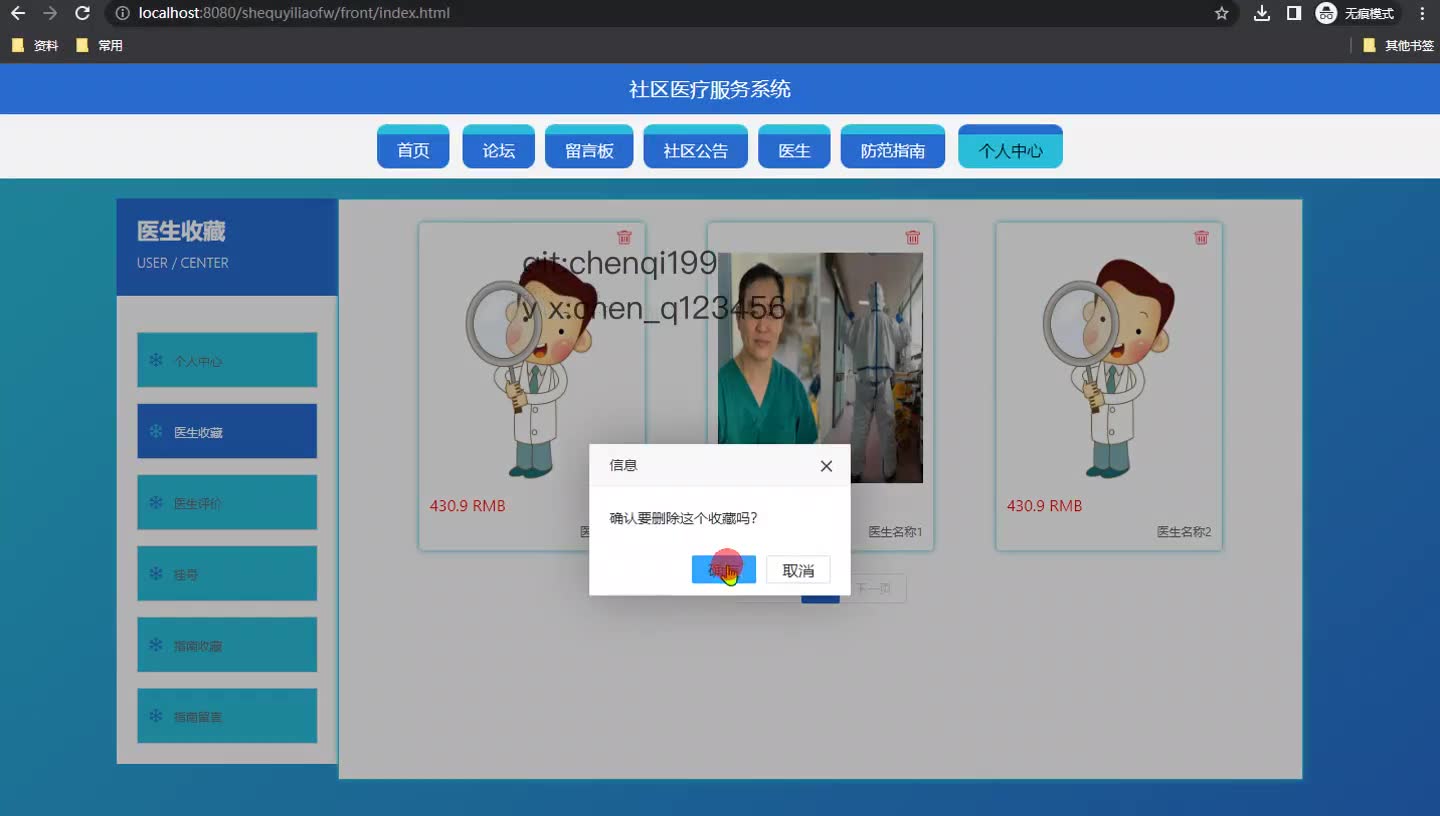 localhost:8080/shequyiliaofw/front/index.html
无痕模式
资料
常用
其他书签
社区医疗服务系统
首页
论坛
留言板
社区公告
医生
防范指南
个人中心
医生收藏
USER / CENTER
git:chenqi199
y x:chen_q123456
个人中心
医生收藏
医生评价
挂号
指南收藏
指南留言
430.9 RMB
医
医生名称1
430.9 RMB
医生名称2
信息
确认要删除这个收藏吗?
取消
下一页